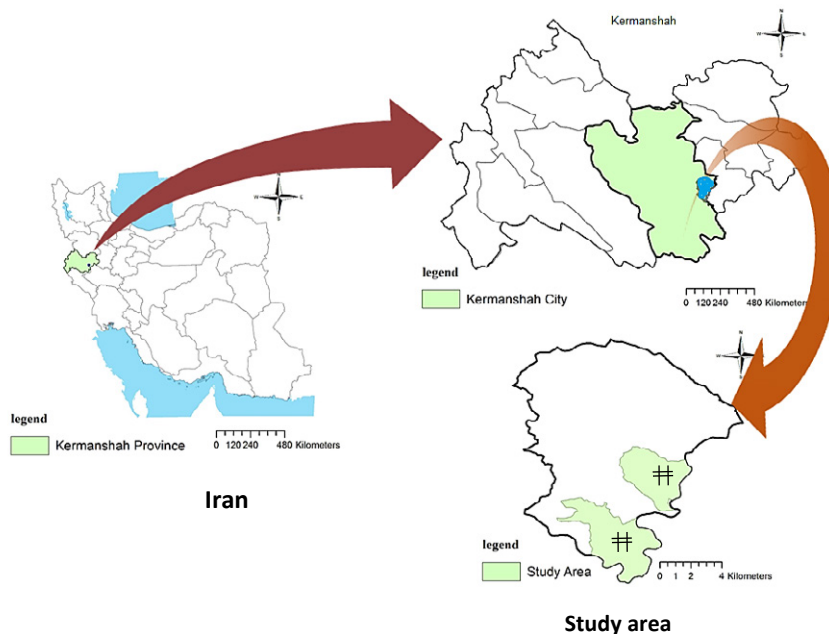 Kermanshah
N
W E
S
legend
Kermanshah City
0 120 240 480 Kilometers
N
W E
S
legend
Kermanshah Province
0 120 240 480 Kilometers
Iran
N
W E
S
legend
Study Area
0 1 2 4 Kilometers
Study area